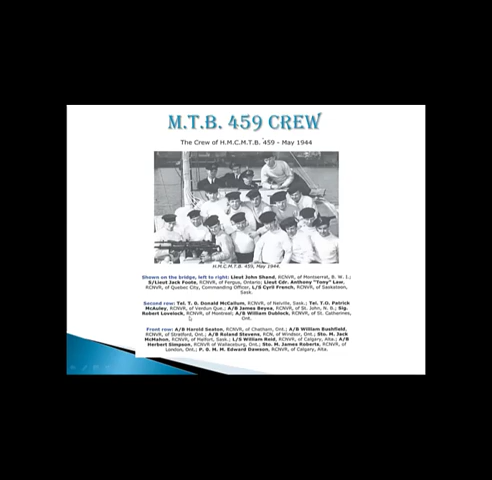 M.T.B. 459 CREW
The Crew of H.M.C.M.T.B. 459 - May 1944
H.M.C.M.T.B. 459, May 1944.
Shown on the bridge, left to right: Lieut John Shand, RCNVR, of Montserrat, B. W. I.;
S/Lieut Jack Foote, RCNVR, of Fergus, Ontario; Lieut Cdr. Anthony "Tony" Law,
RCNVR, of Quebec City, Commanding Officer, L/S Cyril French, RCNVR, of Saskatoon,
Sask.
Second row: Tel. T. O. Donald McCallum, RCNVR, of Melville, Sask.; Tel. T.O. Patrick
McAuley, RCNVR, of Verdun Que.; A/B James RCNVR, of St. John, N. B.; Sig.
Robert Lovelock, RCNVR, of Montreal, A/B William Dublock, RCNVR, of St. Catherines,
Ont.
Front row: A/B Harold Seaton, RCNVR, of Chatham, Ont.; A/B William Bushfield,
RCNVR, of Stratford, Ont.; A/B Roland Stevens, RCN, of Windsor, Ont.; Sto. M. Jack
McMahon, RCNVR, of Melfort, Sask.; L/S William Reid, RCNVR, of Calgary, Alta.; A/B
Herbert Simpson, RCNVR, of Wallaceburg, Ont.; Sto. M. James Roberts, RCNVR, of
London, Ont.; P. O. M. M. Edward Dawson, RCNVR, of Calgary, Alta.